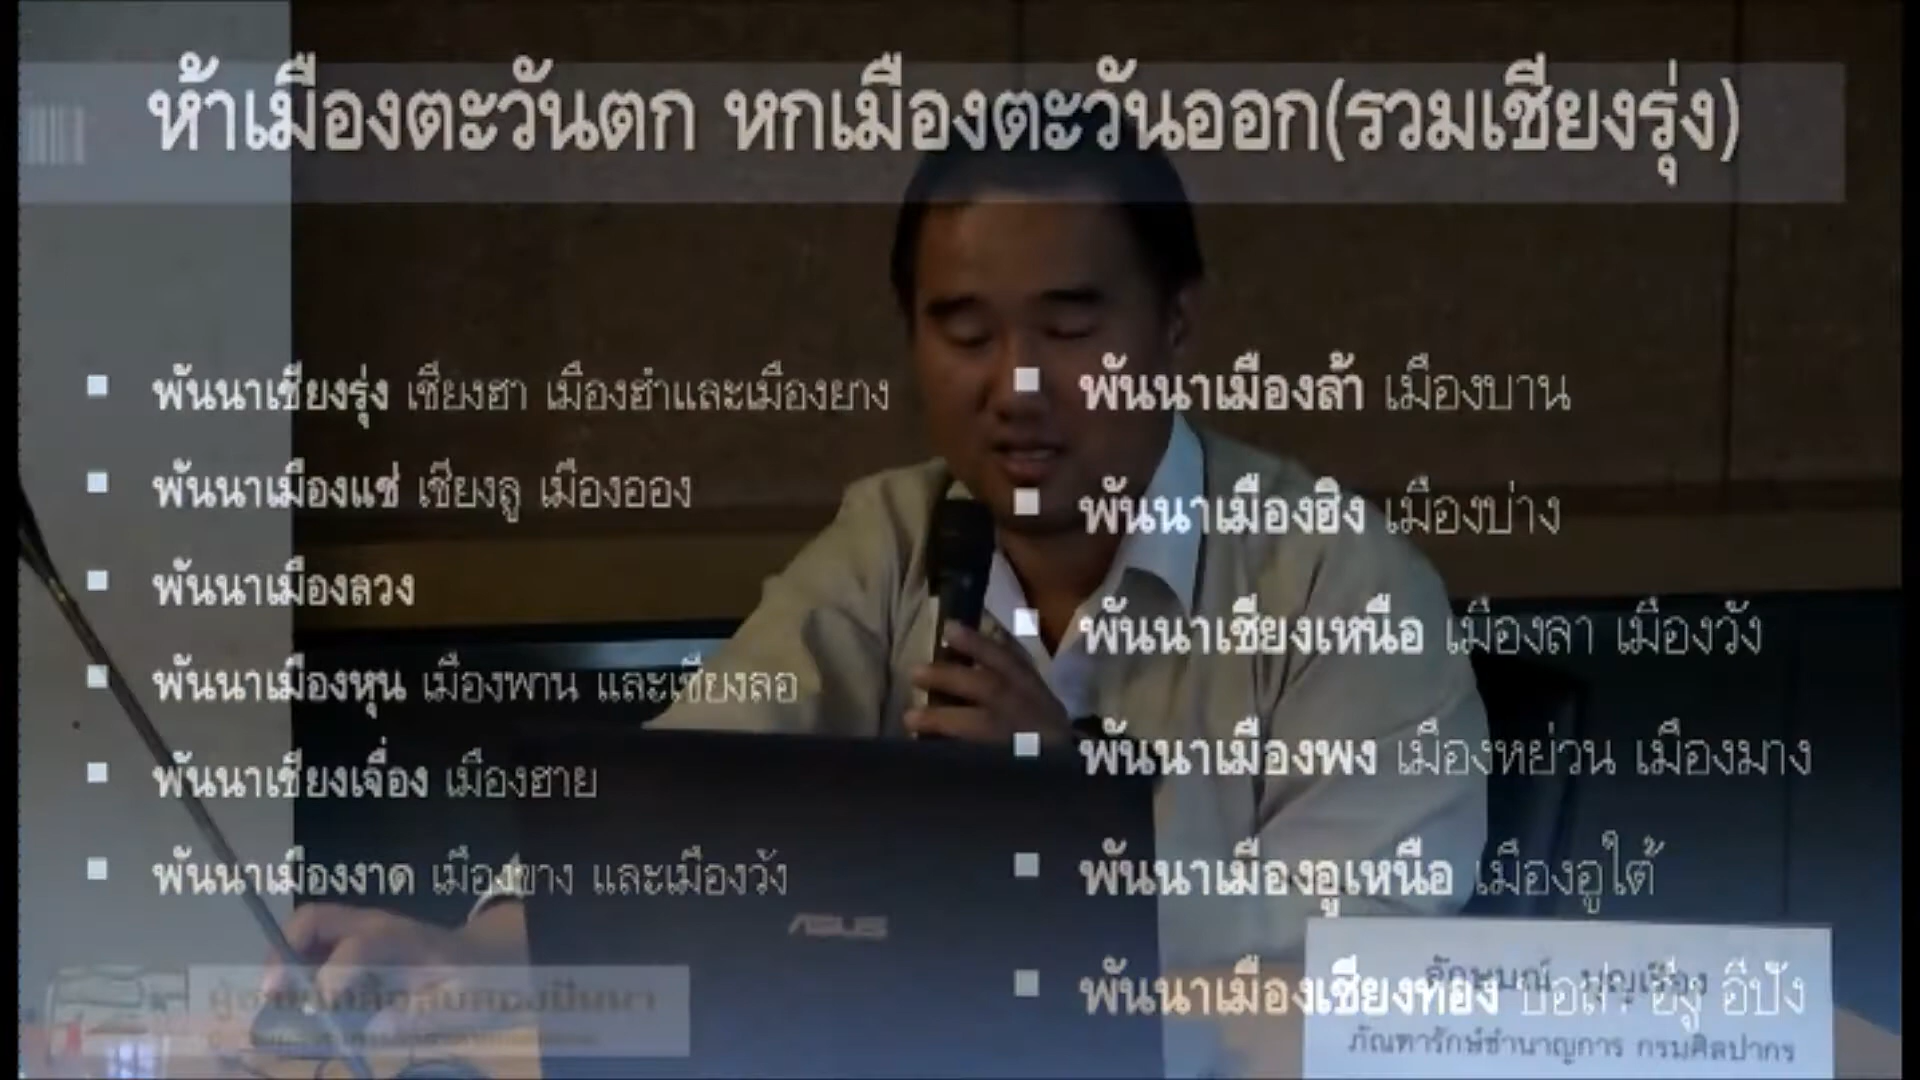 ห้าเมืองตะวันตก หกเมืองตะวันออก(รวมเชียงรุ่ง)
พันนาเชียงรุ่ง เชียงฮา เมืองฮำและเมืองยาง
พันนาเมืองแช่ เชียงลู เมืองออง
พันนาเมืองลวง
พันนาเมืองหุน เมืองพาน และเชียงลอ
พันนาเชียงเจื่อง เมืองฮาย
พันนาเมืองงาด เมืองขาง และเมืองวัง
พันนาเมืองล้า เมืองบาน
พันนาเมืองฮิง เมืองบ่าง
พันนาเชียงเหนือ เมืองลา เมืองวัง
พันนาเมืองพง เมืองหย่วน เมืองมาง
พันนาเมืองอูเหนือ เมืองอูใต้
พันนาเมืองเชียงทอง อีงู อีปัง
ASUS
บุญเรือง
ภัณฑารักษ์ชำนาญการ กรมศิลปากร